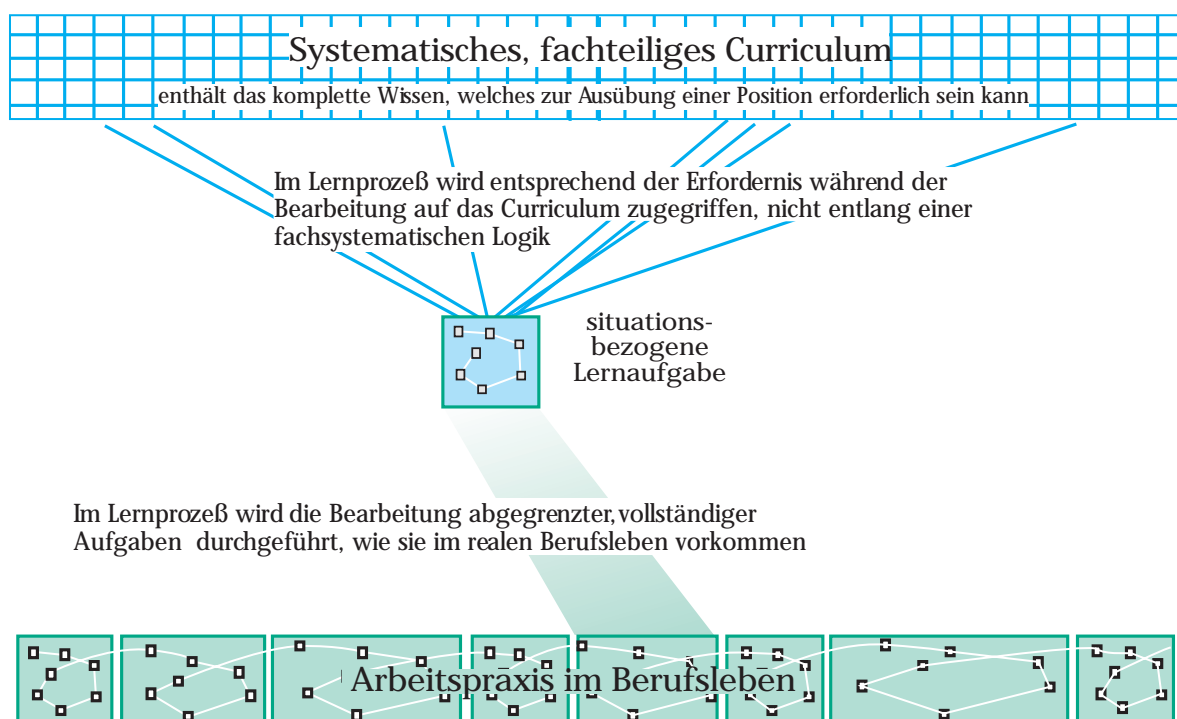 Systematisches, fachteiliges Curriculum
enthält das komplette Wissen, welches zur Ausübung einer Position erforderlich sein kann
Im Lernprozeß wird entsprechend der Erfordernis während der
Bearbeitung auf das Curriculum zugegriffen, nicht entlang einer
fachsystematischen Logik
situations-
bezogene
Lernaufgabe
Im Lernprozeß wird die Bearbeitung abgegrenzter, vollständiger
Aufgaben durchgeführt, wie sie im realen Berufsleben vorkommen
Arbeitspraxis im Berufsleben